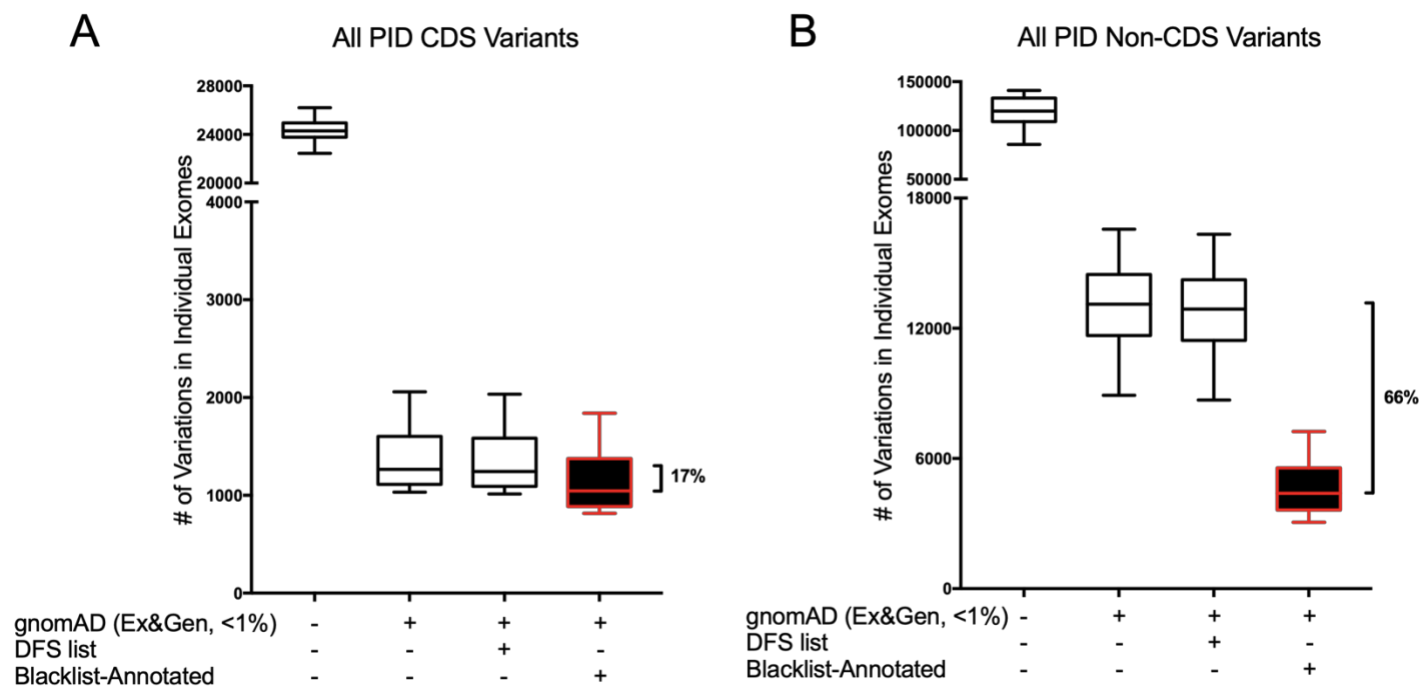 A
All PID CDS Variants
# of Variations in Individual Exomes
28000
24000
20000
4000
3000
2000
1000
0
17%
gnomAD (Ex&Gen, <1%) - + + +
DFS list - - + -
Blacklist-Annotated - - - +
B
All PID Non-CDS Variants
# of Variations in Individual Exomes
150000
100000
50000
18000
12000
6000
0
66%
gnomAD (Ex&Gen, <1%) - + + +
DFS list - - + -
Blacklist-Annotated - - - +